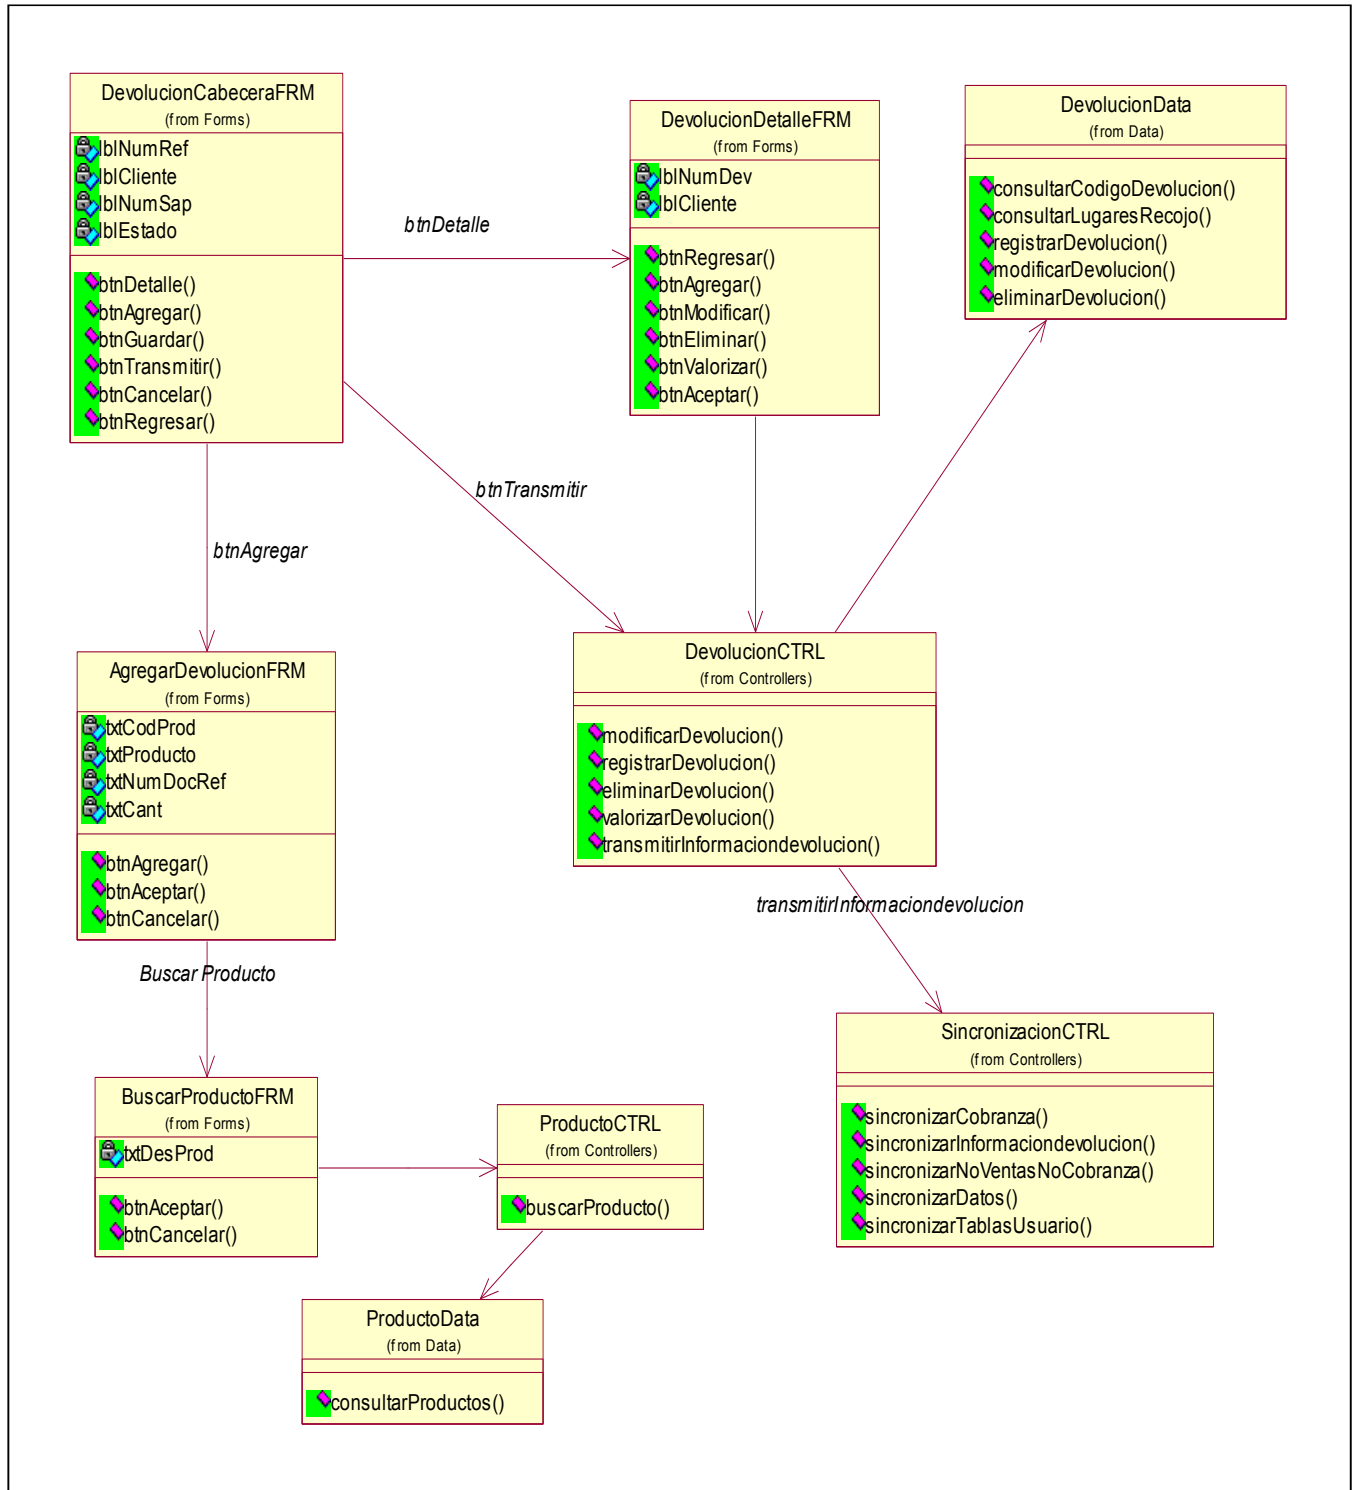 DevolucionCabeceraFRM
(from Forms)
lblNumRef
lblCliente
lblNumSap
lblEstado
btnDetalle()
btnAgregar()
btnGuardar()
btnTransmitir()
btnCancelar()
btnRegresar()
btnDetalle
DevolucionDetalleFRM
(from Forms)
lblNumDev
lblCliente
btnRegresar()
btnAgregar()
btnModificar()
btnEliminar()
btnValorizar()
btnAceptar()
DevolucionData
(from Data)
consultarCodigoDevolucion()
consultarLugaresRecojo()
registrarDevolucion()
modificarDevolucion()
eliminarDevolucion()
btnTransmitir
btnAgregar
AgregarDevolucionFRM
(from Forms)
txtCodProd
txtProducto
txtNumDocRef
txtCant
btnAgregar()
btnAceptar()
btnCancelar()
DevolucionCTRL
(from Controllers)
modificarDevolucion()
registrarDevolucion()
eliminarDevolucion()
valorizarDevolucion()
transmitirInformaciondevolucion()
transmitirInformaciondevolucion
Buscar Producto
SincronizacionCTRL
(from Controllers)
sincronizarCobranza()
sincronizarInformaciondevolucion()
sincronizarNoVentasNoCobranza()
sincronizarDatos()
sincronizarTablasUsuario()
BuscarProductoFRM
(from Forms)
txtDesProd
btnAceptar()
btnCancelar()
ProductoCTRL
(from Controllers)
buscarProducto()
ProductoData
(from Data)
consultarProductos()